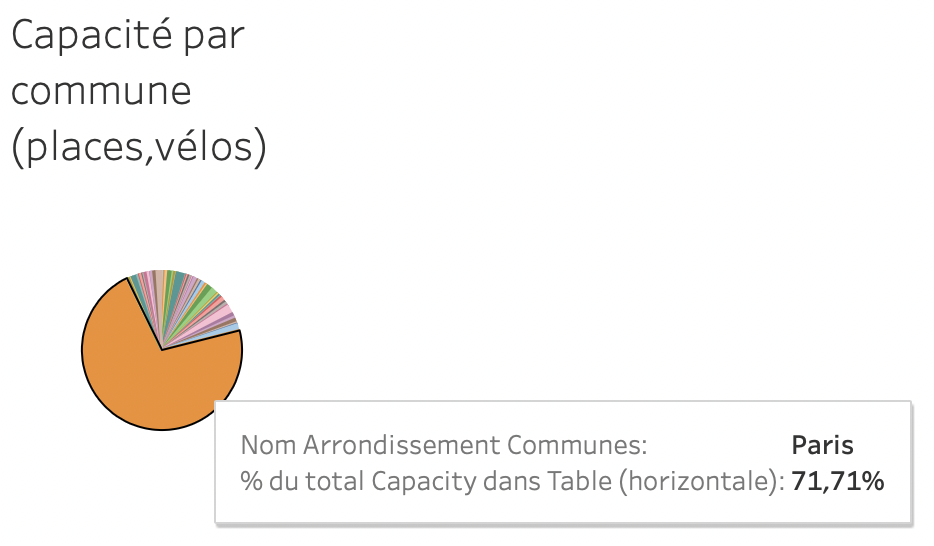 Capacité par
commune
(places,vélos)
Nom Arrondissement Communes: Paris
% du total Capacity dans Table (horizontale): 71,71%